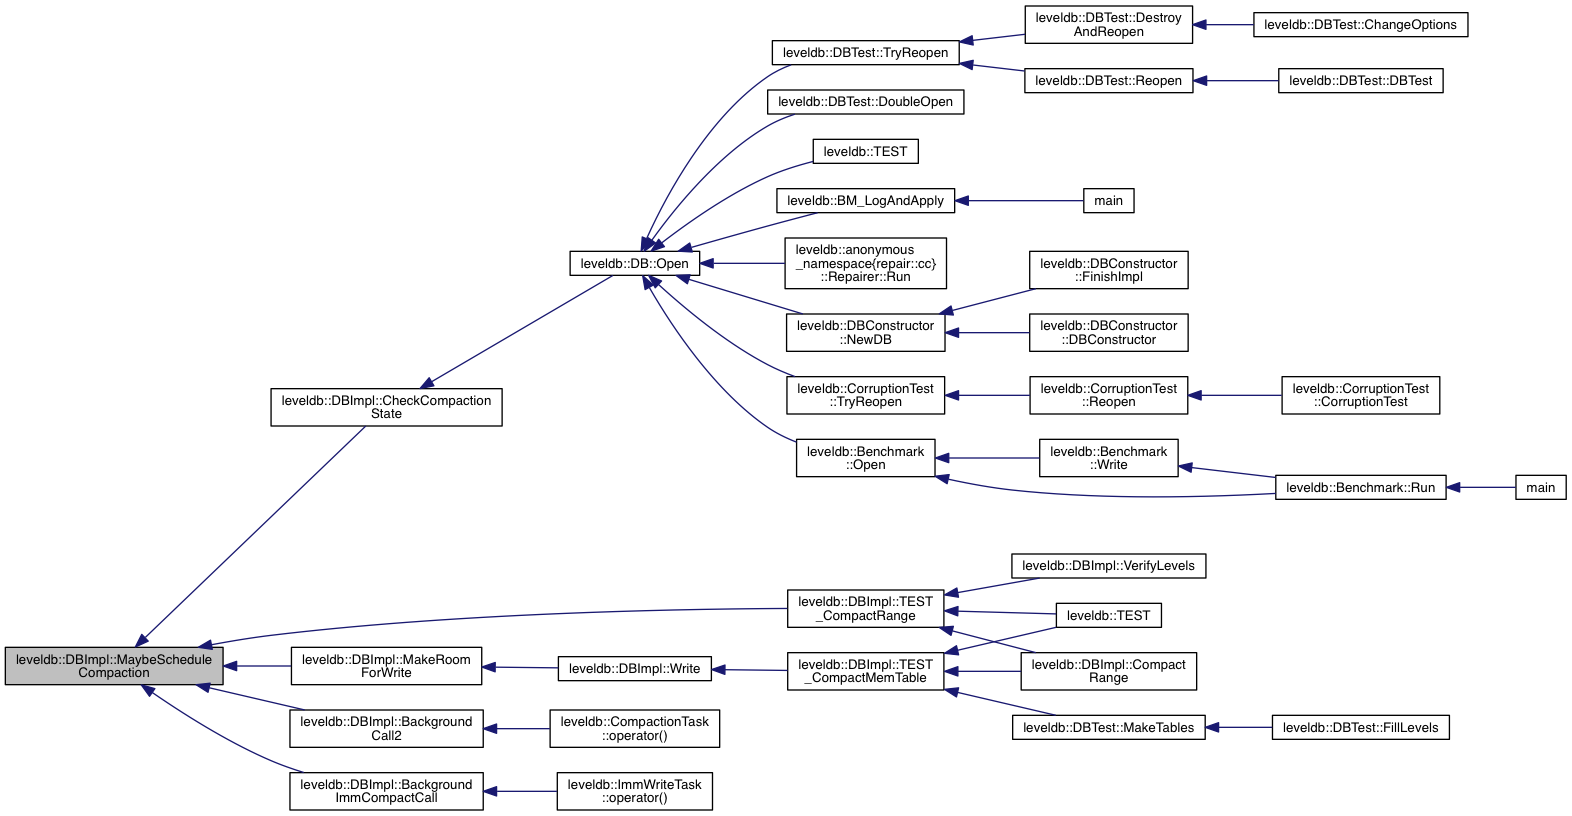 leveldb::DBTest::Destroy
AndReopen
leveldb::DBTest::ChangeOptions
leveldb::DBTest::TryReopen
leveldb::DBTest::Reopen
leveldb::DBTest::DBTest
leveldb::DBTest::DoubleOpen
leveldb::TEST
leveldb::BM_LogAndApply
main
leveldb::DB::Open
leveldb::anonymous
_namespace{repair::cc}
::Repairer::Run
leveldb::DBConstructor
::FinishImpl
leveldb::DBConstructor
::NewDB
leveldb::DBConstructor
::DBConstructor
leveldb::DBImpl::CheckCompaction
State
leveldb::CorruptionTest
::TryReopen
leveldb::CorruptionTest
::Reopen
leveldb::CorruptionTest
::CorruptionTest
leveldb::Benchmark
::Open
leveldb::Benchmark
::Write
leveldb::Benchmark::Run
main
leveldb::DBImpl::VerifyLevels
leveldb::DBImpl::TEST
_CompactRange
leveldb::TEST
leveldb::DBImpl::MaybeSchedule
Compaction
leveldb::DBImpl::MakeRoom
ForWrite
leveldb::DBImpl::Write
leveldb::DBImpl::TEST
_CompactMemTable
leveldb::DBImpl::Compact
Range
leveldb::DBImpl::Background
Call2
leveldb::CompactionTask
::operator()
leveldb::DBTest::MakeTables
leveldb::DBTest::FillLevels
leveldb::DBImpl::Background
ImmCompactCall
leveldb::ImmWriteTask
::operator()